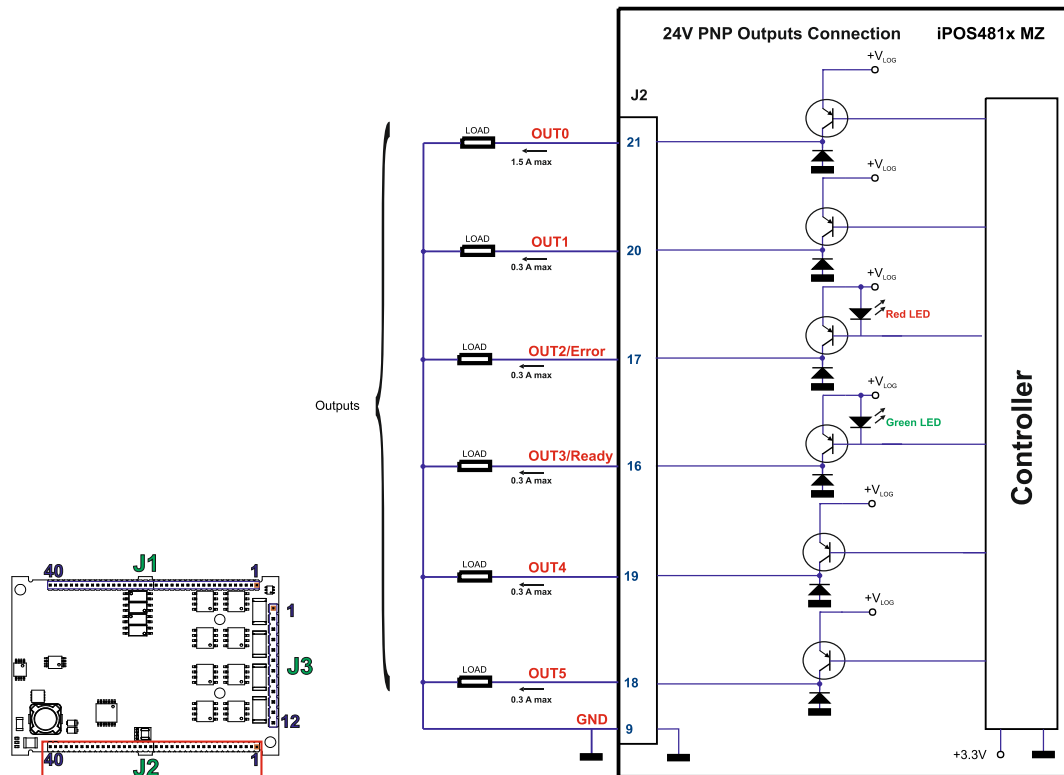 24V PNP Outputs Connection
iPOS481x MZ
+VLOG
J2
LOAD
OUT0
1.5 A max
21
+VLOG
LOAD
OUT1
0.3 A max
20
+VLOG
Red LED
LOAD
OUT2/Error
0.3 A max
17
+VLOG
Green LED
Outputs
LOAD
OUT3/Ready
0.3 A max
16
+VLOG
LOAD
OUT4
0.3 A max
19
+VLOG
LOAD
OUT5
0.3 A max
18
GND
9
+3.3V
Controller
40
J1
1
1
J3
12
40
J2
1